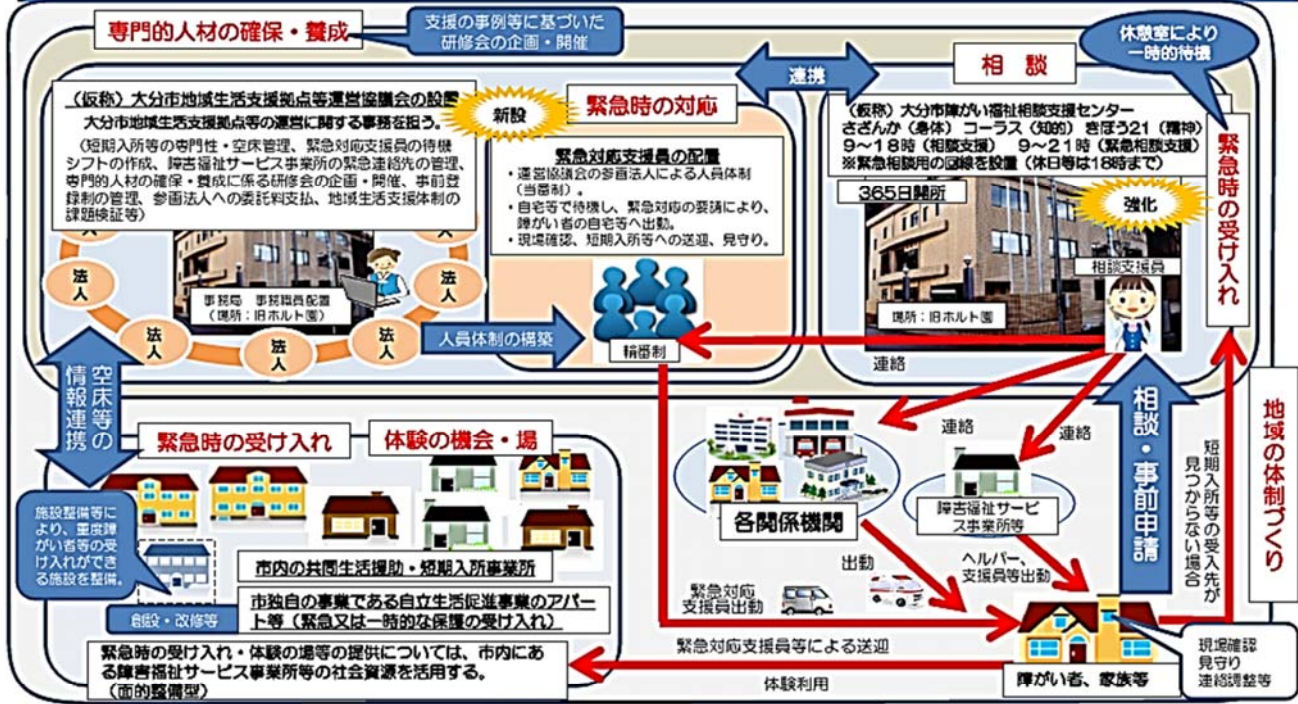 専門的人材の確保・養成
支援の事例等に基づいた
研修会の企画・開催
(仮称)大分市地域生活支援拠点等運営協議会の設置
大分市地域生活支援拠点等の運営に関する事務を担う。
(短期入所等の専門性・空床管理、緊急対応支援員の待機
シフトの作成、障害福祉サービス事業所の緊急連絡先の管理、
専門的人材の確保・養成に係る研修会の企画・開催、事前登
録制の管理、参画法人への委託料支払、地域生活支援体制の
課題検証等)
法人
法人
法人
法人
法人
事務局 事務職員配置
(場所:旧ホルト園)
新設
緊急時の対応
緊急対応支援員の配置
・運営協議会の参画法人による人員体制
(当番制)。
・自宅等で待機し、緊急対応の要請により、
障がい者の自宅等へ出動。
・現場確認、短期入所等への送迎、見守り。
人員体制の構築
輪番制
連携
相 談
休憩室により
一時的待機
(仮称)大分市障がい福祉相談支援センター
さざんか(身体) コーラス(知的) きぼう21(精神)
9~18時(相談支援) 9~21時(緊急相談支援)
※緊急相談用の回線を設置(休日等は18時まで)
365日開所
強化
相談支援員
場所:旧ホルト園
緊急時の受け入れ
連絡
空床等の
情報連携
緊急時の受け入れ
体験の機会・場
施設整備等
により、重度障
がい者等の受
け入れができ
る施設を整備。
創設・改修等
市内の共同生活援助・短期入所事業所
市独自の事業である自立生活促進事業のアパー
ト等(緊急又は一時的な保護の受け入れ)
緊急時の受け入れ・体験の場等の提供については、市内にあ
る障害福祉サービス事業所等の社会資源を活用する。
(面的整備型)
連絡
連絡
各関係機関
障害福祉サービ
ス事業所等
出動
ヘルパー、
支援員等出動
緊急対応
支援員出動
緊急対応支援員等による送迎
体験利用
障がい者、家族等
相談・事前申請
短期入所等の受入先が
見つからない場合
地域の体制づくり
現場確認
見守り
連絡調整等